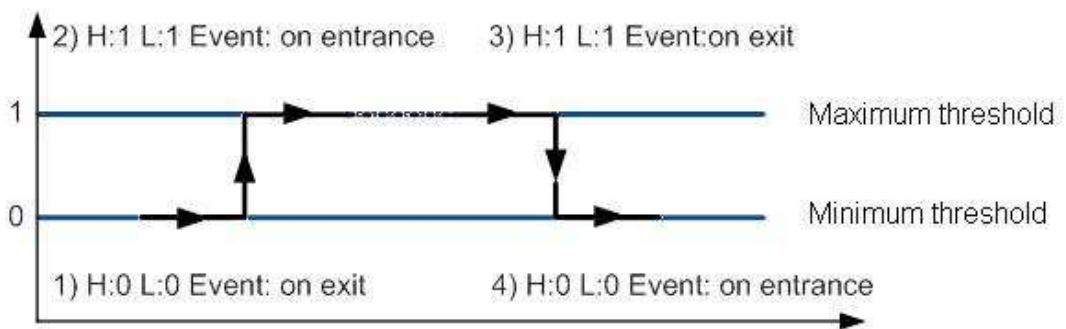 2) H:1 L:1 Event: on entrance
3) H:1 L:1 Event:on exit
1
Maximum threshold
0
Minimum threshold
1) H:0 L:0 Event: on exit
4) H:0 L:0 Event: on entrance